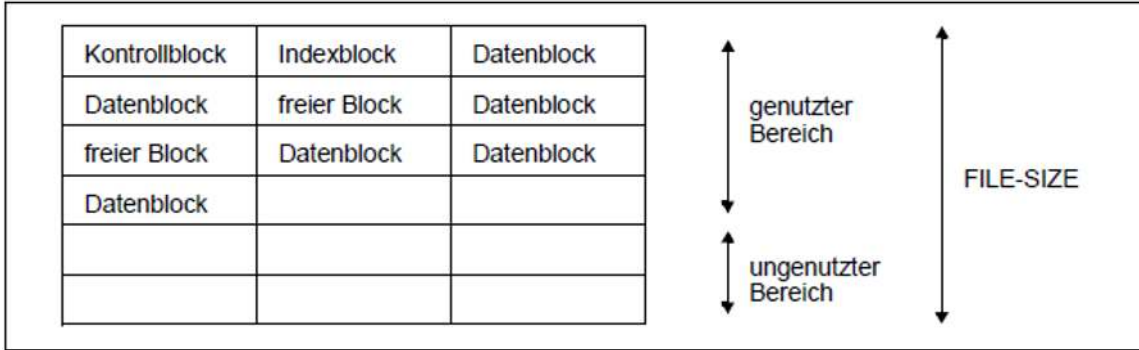 Kontrollblock Indexblock Datenblock
Datenblock freier Block Datenblock
freier Block Datenblock Datenblock
Datenblock
genutzter
Bereich
ungenutzter
Bereich
FILE-SIZE